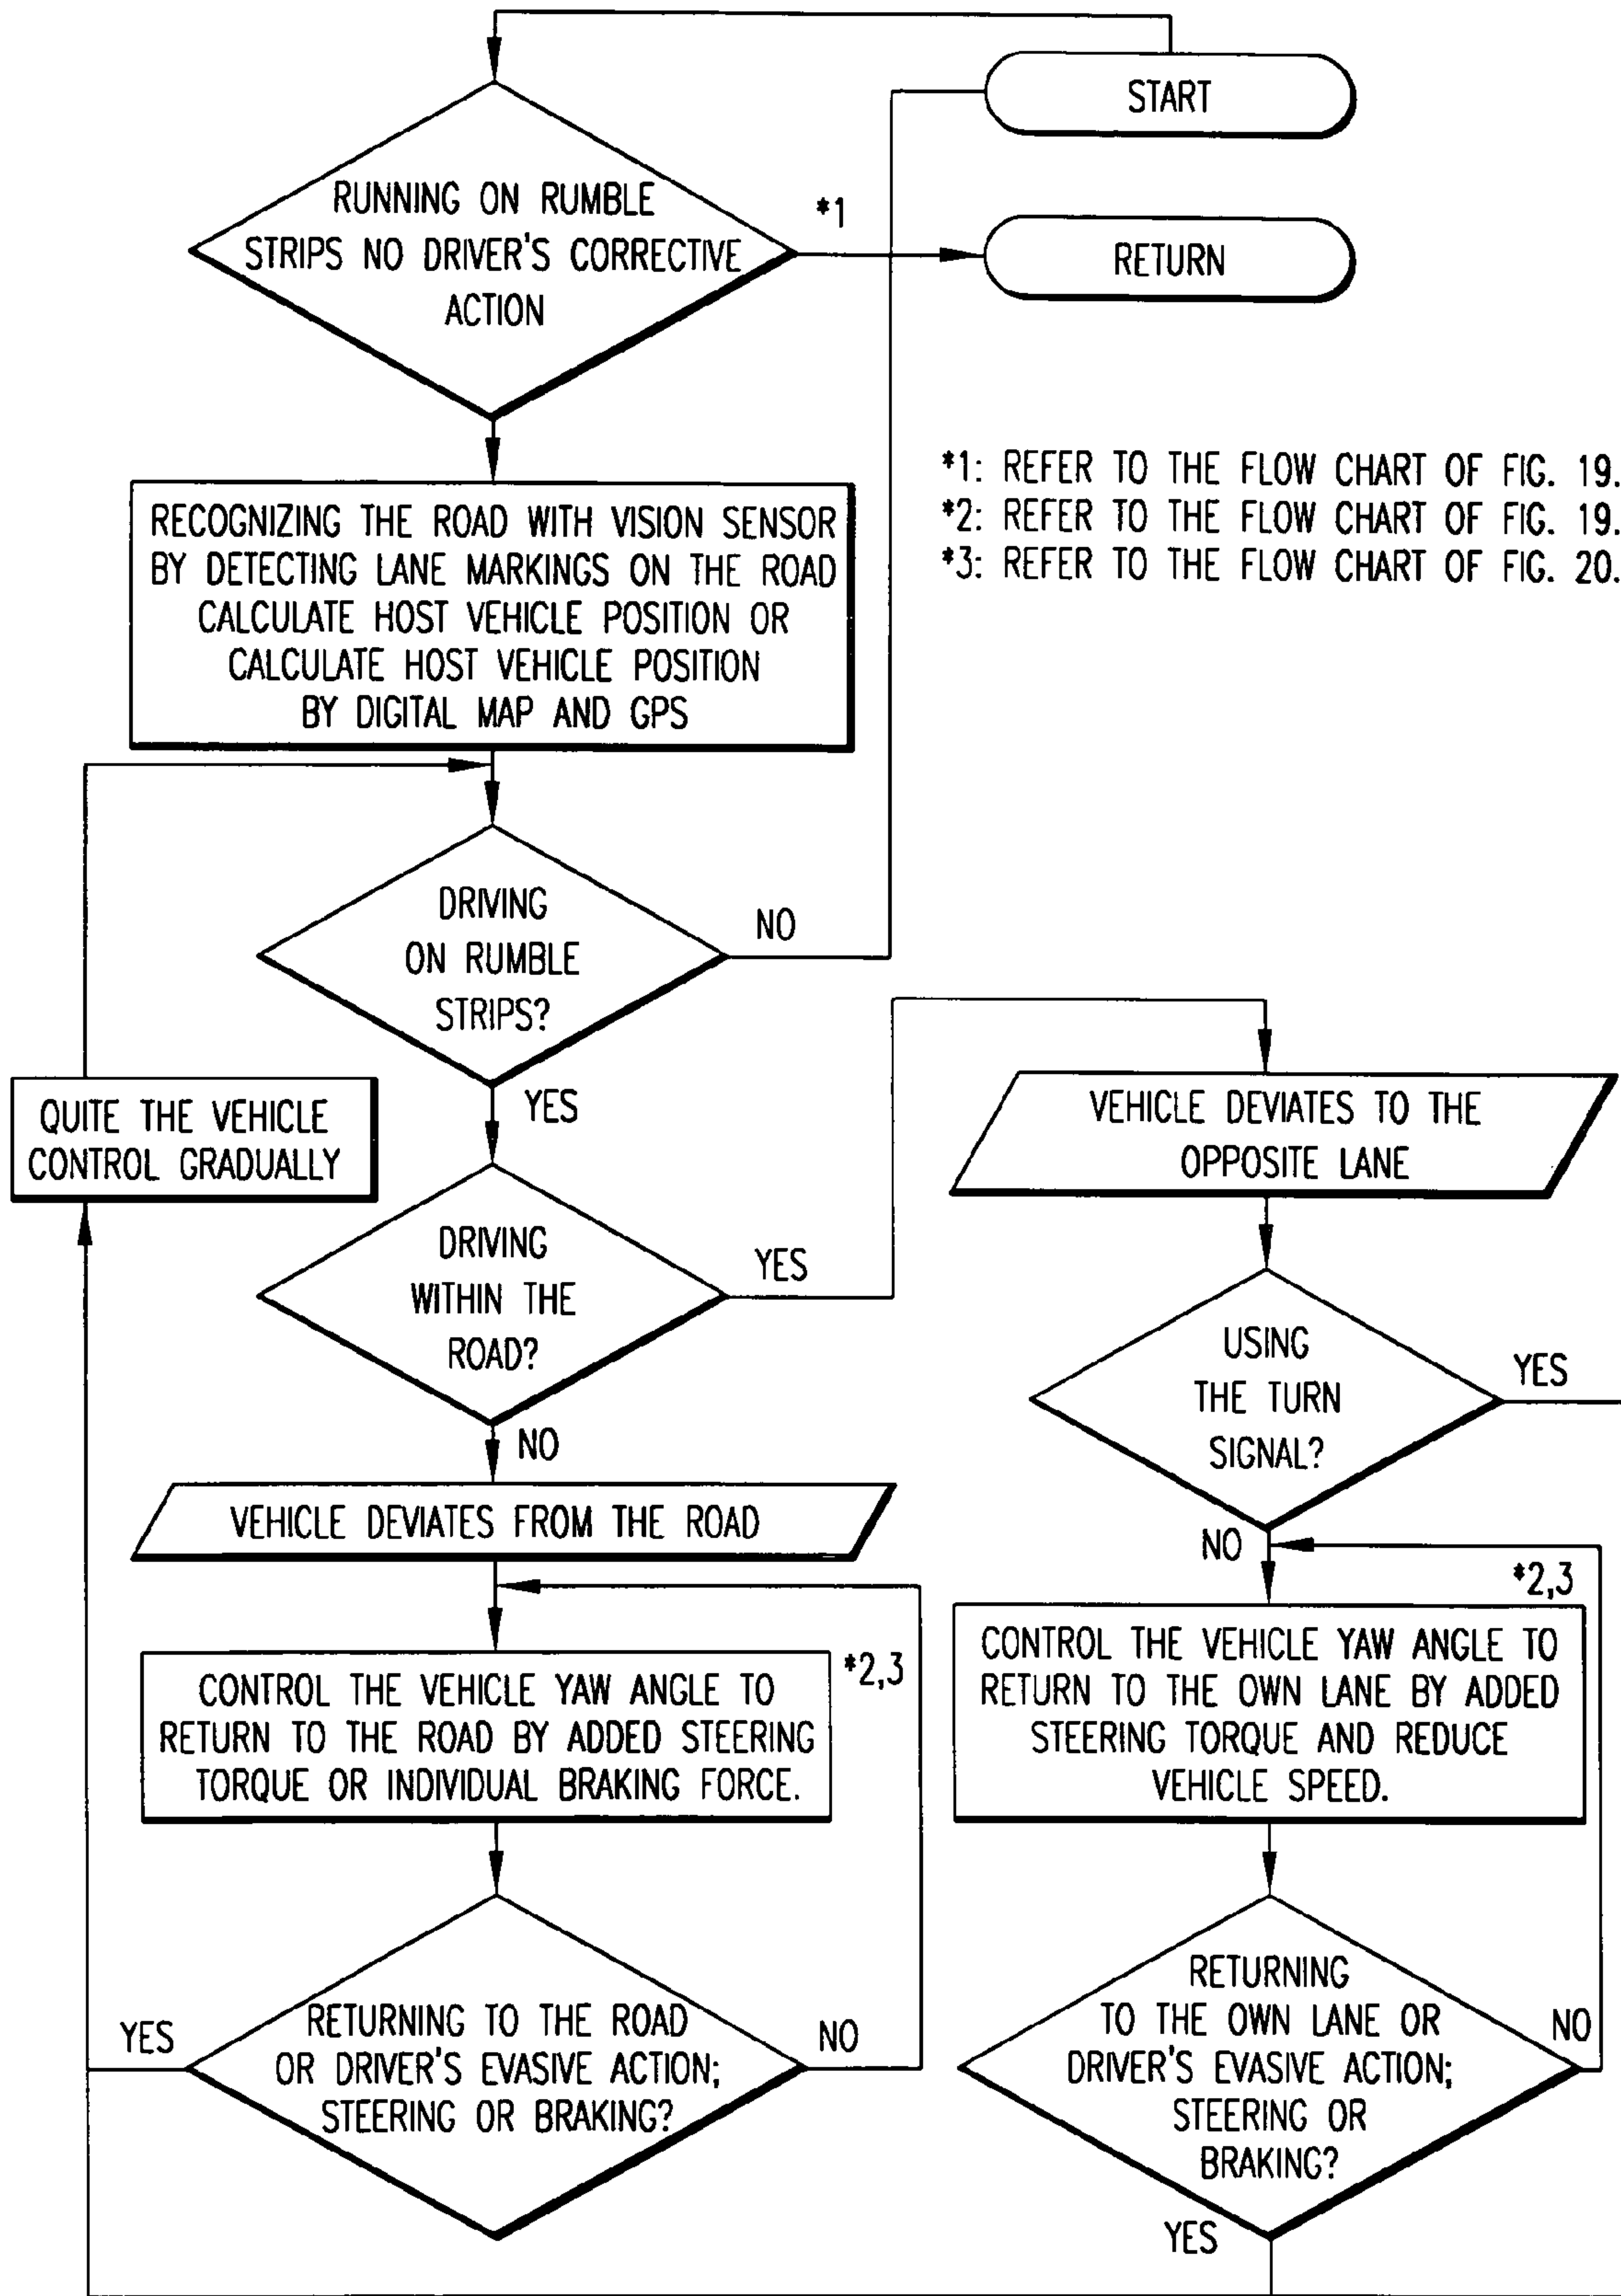 START
RUNNING ON RUMBLE
STRIPS NO DRIVER'S CORRECTIVE
ACTION
*1
RETURN
*1: REFER TO THE FLOW CHART OF FIG. 19.
*2: REFER TO THE FLOW CHART OF FIG. 19.
*3: REFER TO THE FLOW CHART OF FIG. 20.
RECOGNIZING THE ROAD WITH VISION SENSOR
BY DETECTING LANE MARKINGS ON THE ROAD
CALCULATE HOST VEHICLE POSITION OR
CALCULATE HOST VEHICLE POSITION
BY DIGITAL MAP AND GPS
DRIVING
ON RUMBLE
STRIPS?
NO
YES
QUITE THE VEHICLE
CONTROL GRADUALLY
DRIVING
WITHIN THE
ROAD?
YES
NO
VEHICLE DEVIATES TO THE
OPPOSITE LANE
USING
THE TURN
SIGNAL?
YES
NO
VEHICLE DEVIATES FROM THE ROAD
*2,3
CONTROL THE VEHICLE YAW ANGLE TO
RETURN TO THE ROAD BY ADDED STEERING
TORQUE OR INDIVIDUAL BRAKING FORCE.
*2,3
CONTROL THE VEHICLE YAW ANGLE TO
RETURN TO THE OWN LANE BY ADDED
STEERING TORQUE AND REDUCE
VEHICLE SPEED.
YES
RETURNING TO THE ROAD
OR DRIVER'S EVASIVE ACTION;
STEERING OR BRAKING?
NO
RETURNING
TO THE OWN LANE OR
DRIVER'S EVASIVE ACTION;
STEERING OR
BRAKING?
NO
YES